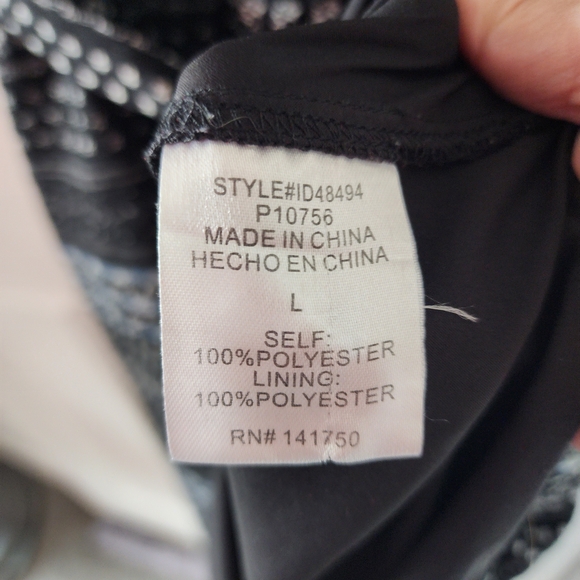 STYLE#ID48494
P10756
MADE IN CHINA
HECHO EN CHINA
L
SELF:
100%POLYESTER
LINING:
100%POLYESTER
RN# 141750